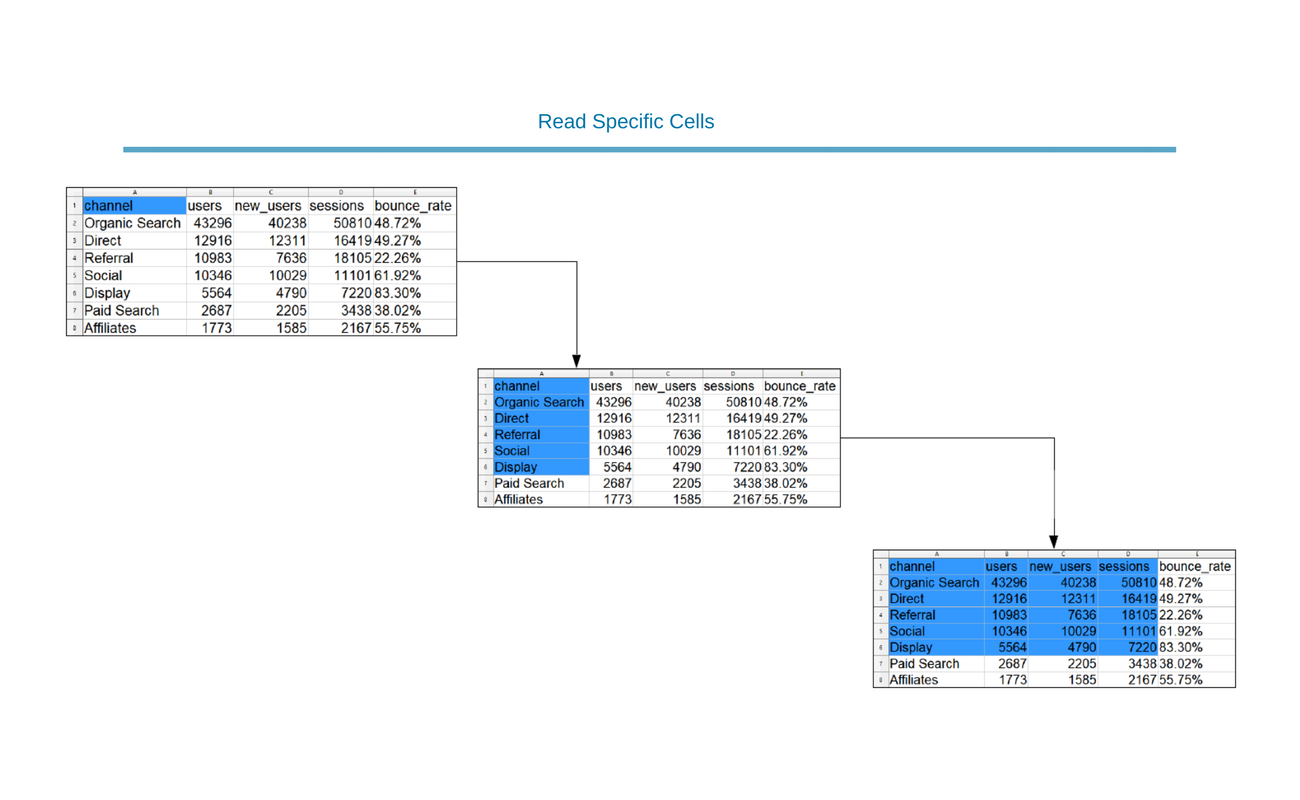 Read Specific Cells
A B C D E
1 channel users new_users sessions bounce_rate
2 Organic Search 43296 40238 50810 48.72%
3 Direct 12916 12311 16419 49.27%
4 Referral 10983 7636 18105 22.26%
5 Social 10346 10029 11101 61.92%
6 Display 5564 4790 7220 83.30%
7 Paid Search 2687 2205 3438 38.02%
8 Affiliates 1773 1585 2167 55.75%
A B C D E
1 channel users new_users sessions bounce_rate
2 Organic Search 43296 40238 50810 48.72%
3 Direct 12916 12311 16419 49.27%
4 Referral 10983 7636 18105 22.26%
5 Social 10346 10029 11101 61.92%
6 Display 5564 4790 7220 83.30%
7 Paid Search 2687 2205 3438 38.02%
8 Affiliates 1773 1585 2167 55.75%
A B C D E
1 channel users new_users sessions bounce_rate
2 Organic Search 43296 40238 50810 48.72%
3 Direct 12916 12311 16419 49.27%
4 Referral 10983 7636 18105 22.26%
5 Social 10346 10029 11101 61.92%
6 Display 5564 4790 7220 83.30%
7 Paid Search 2687 2205 3438 38.02%
8 Affiliates 1773 1585 2167 55.75%